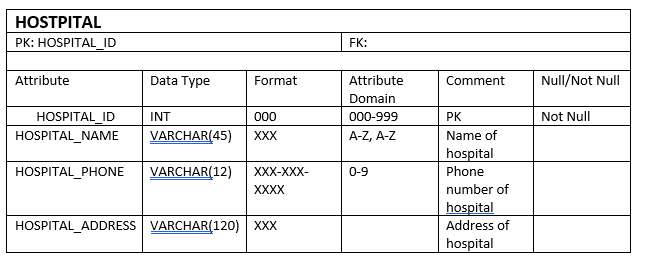 HOSTPITAL
PK: HOSPITAL_ID FK:
Attribute Data Type Format Attribute Domain Comment Null/Not Null
HOSPITAL_ID INT 000 000-999 PK Not Null
HOSPITAL_NAME VARCHAR(45) XXX A-Z, A-Z Name of hospital
HOSPITAL_PHONE VARCHAR(12) XXX-XXX-XXXX 0-9 Phone number of hospital
HOSPITAL_ADDRESS VARCHAR(120) XXX Address of hospital